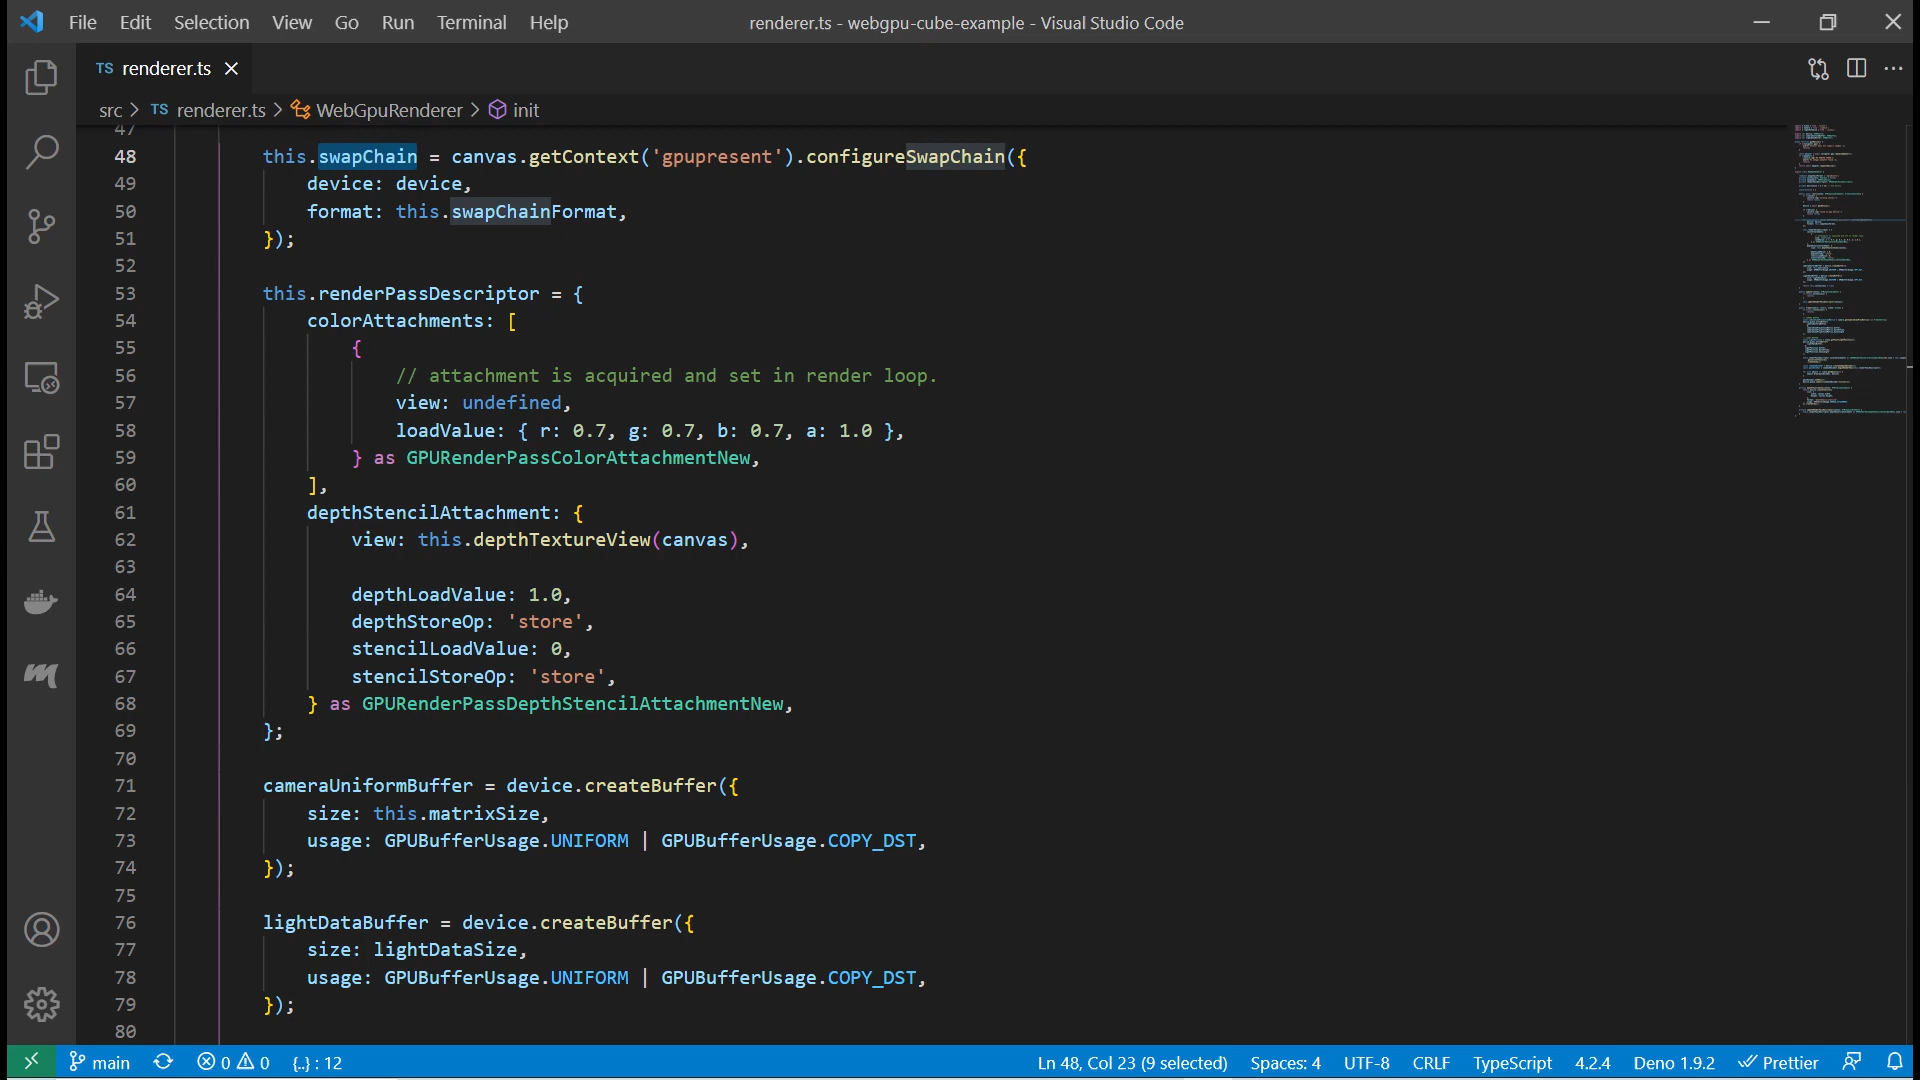 File Edit Selection View Go Run Terminal Help renderer.ts - webgpu-cube-example - Visual Studio Code
TS renderer.ts
src > TS renderer.ts > WebGpuRenderer > init
47
48 this.swapChain = canvas.getContext('gpupresent').configureSwapChain({
49 device: device,
50 format: this.swapChainFormat,
51 });
52
53 this.renderPassDescriptor = {
54 colorAttachments: [
55 {
56 // attachment is acquired and set in render loop.
57 view: undefined,
58 loadValue: { r: 0.7, g: 0.7, b: 0.7, a: 1.0 },
59 } as GPURenderPassColorAttachmentNew,
60 ],
61 depthStencilAttachment: {
62 view: this.depthTextureView(canvas),
63
64 depthLoadValue: 1.0,
65 depthStoreOp: 'store',
66 stencilLoadValue: 0,
67 stencilStoreOp: 'store',
68 } as GPURenderPassDepthStencilAttachmentNew,
69 };
70
71 cameraUniformBuffer = device.createBuffer({
72 size: this.matrixSize,
73 usage: GPUBufferUsage.UNIFORM | GPUBufferUsage.COPY_DST,
74 });
75
76 lightDataBuffer = device.createBuffer({
77 size: lightDataSize,
78 usage: GPUBufferUsage.UNIFORM | GPUBufferUsage.COPY_DST,
79 });
80
main 0 0 {..} : 12 Ln 48, Col 23 (9 selected) Spaces: 4 UTF-8 CRLF TypeScript 4.2.4 Deno 1.9.2 Prettier